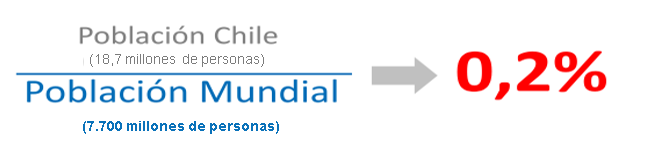 Población Chile
(18,7 millones de personas)
Población Mundial
(7.700 millones de personas)
0,2%